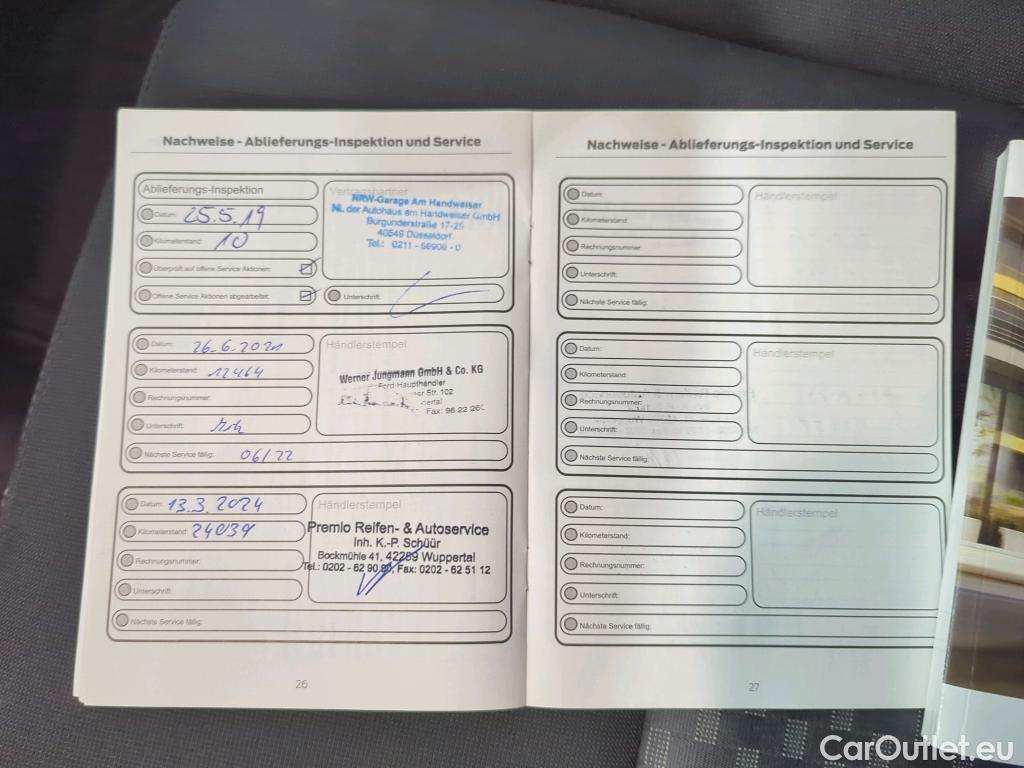 Nachweise - Ablieferungs-Inspektion und Service
Ablieferungs-Inspektion
Datum: 25.5.19
Kilometerstand: 10
Überprüft auf offene Service Aktionen:
Offene Service Aktionen abgearbeitet:
Vertragspartner
NRW-Garage Am Handweiser
NL der Autohaus am Handweiser GmbH
Burgunderstraße 17-25
40549 Düsseldorf
Tel.: 0211 - 56909 - 0
Unterschrift:
Datum: 26-6-2021
Kilometerstand: 12464
Rechnungsnummer:
Unterschrift:
Nächste Service fällig: 06/22
Händlerstempel
Werner Jungmann GmbH & Co. KG
Ford-Haupthändler
Str. 102
Fax: 96 22 26
Datum: 13.3.2024
Kilometerstand: 24039
Rechnungsnummer:
Unterschrift:
Nächste Service fällig:
Händlerstempel
Premio Reifen- & Autoservice
Inh. K.-P. Schüür
Bockmühle 41, 42289 Wuppertal
Tel.: 0202 - 62 90 90, Fax: 0202 - 62 51 12
26
Nachweise - Ablieferungs-Inspektion und Service
Datum:
Kilometerstand:
Rechnungsnummer:
Unterschrift:
Nächste Service fällig:
Händlerstempel
Datum:
Kilometerstand:
Rechnungsnummer:
Unterschrift:
Nächste Service fällig:
Händlerstempel
Datum:
Kilometerstand:
Rechnungsnummer:
Unterschrift:
Nächste Service fällig:
Händlerstempel
27
CarOutlet.eu